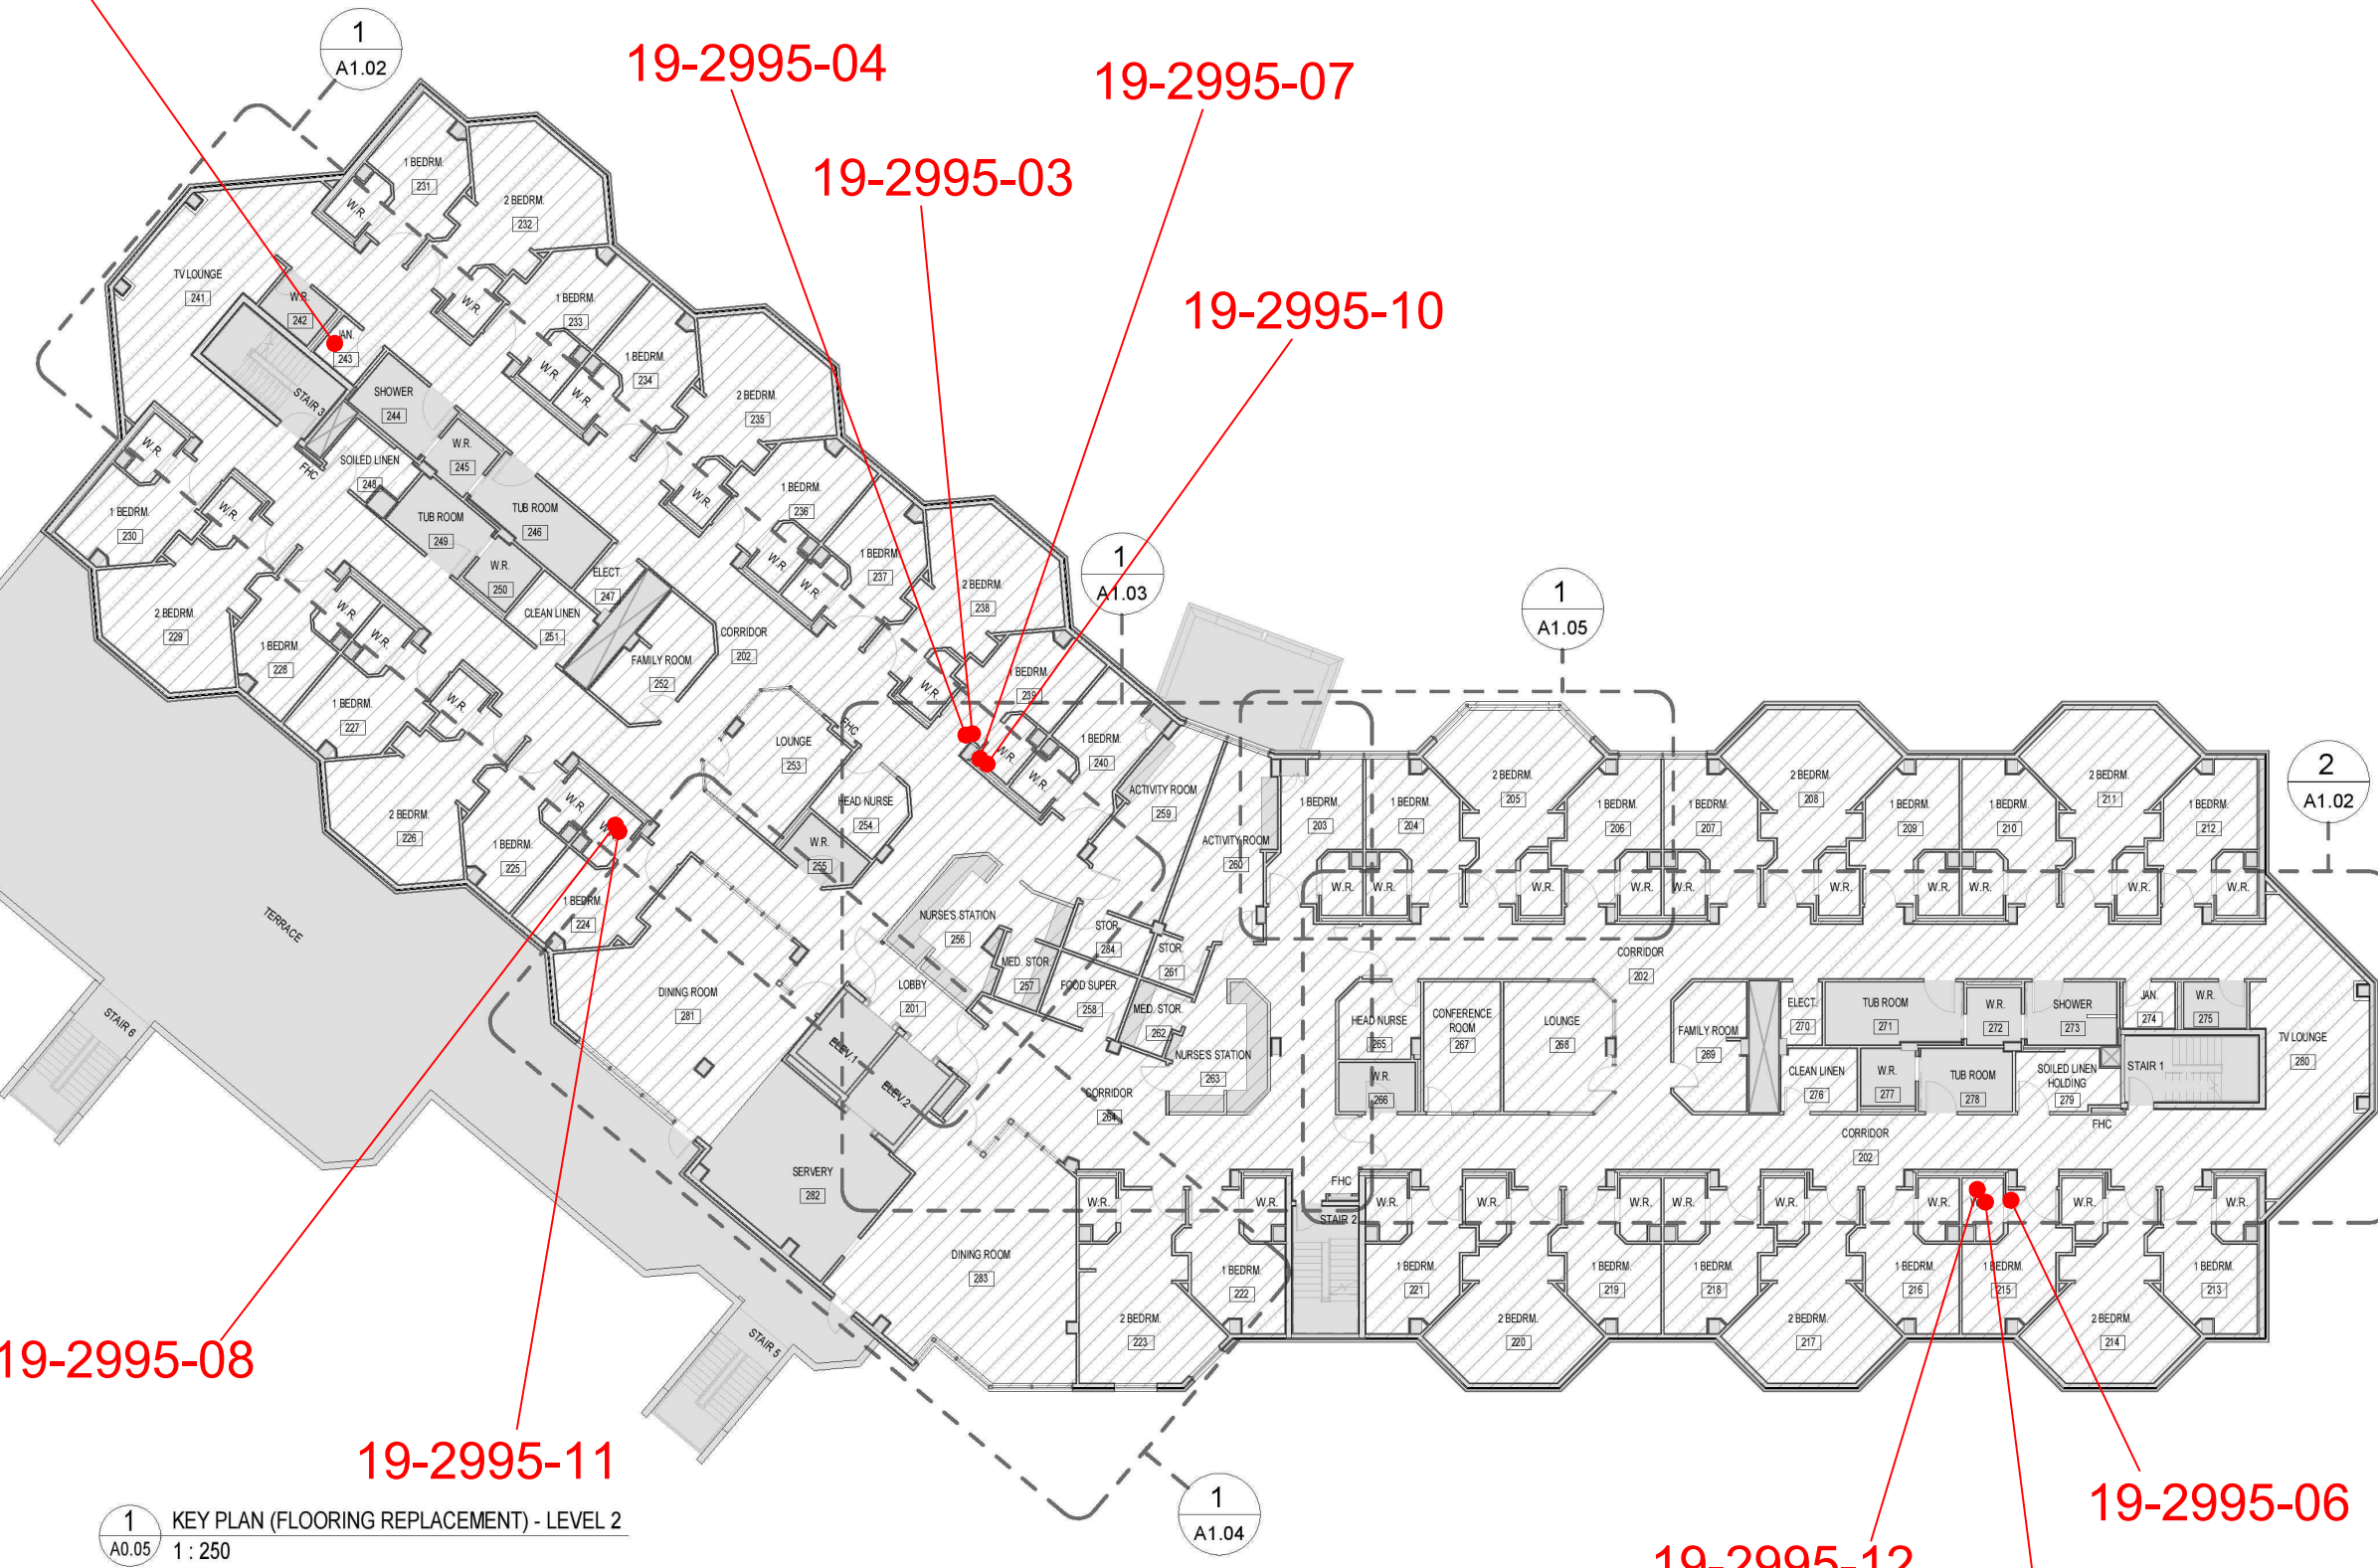 1
A1.02
19-2995-04
19-2995-07
19-2995-03
19-2995-10
1 BEDRM.
231
W.R.
2 BEDRM.
232
TV LOUNGE
241
W.R.
242
JAN.
243
W.R.
1 BEDRM.
233
1 BEDRM.
234
W.R.
W.R.
STAIR 3
SHOWER
244
2 BEDRM.
235
W.R.
FHC
SOILED LINEN
248
W.R.
245
W.R.
1 BEDRM.
230
W.R.
TUB ROOM
249
TUB ROOM
246
W.R.
1 BEDRM.
236
1 BEDRM.
237
W.R.
W.R.
W.R.
250
ELECT.
247
2 BEDRM.
238
1
A1.03
1
A1.05
2 BEDRM.
229
W.R.
W.R.
CLEAN LINEN
251
CORRIDOR
202
1 BEDRM.
228
FAMILY ROOM
252
1 BEDRM.
227
W.R.
W.R.
1 BEDRM.
239
FHC
LOUNGE
253
W.R.
W.R.
1 BEDRM.
240
ACTIVITY ROOM
259
2 BEDRM.
226
W.R.
HEAD NURSE
254
W.R.
255
1 BEDRM.
225
1 BEDRM.
224
ACTIVITY ROOM
260
1 BEDRM.
203
1 BEDRM.
204
2 BEDRM.
205
1 BEDRM.
206
1 BEDRM.
207
2 BEDRM.
208
1 BEDRM.
209
1 BEDRM.
210
2 BEDRM.
211
1 BEDRM.
212
2
A1.02
W.R.
W.R.
W.R.
W.R.
W.R.
W.R.
W.R.
W.R.
W.R.
W.R.
TERRACE
NURSE'S STATION
256
STOR.
284
STOR.
261
MED. STOR.
257
FOOD SUPER.
258
MED. STOR.
262
LOBBY
201
DINING ROOM
281
CORRIDOR
202
HEAD NURSE
265
CONFERENCE
ROOM
267
LOUNGE
268
FAMILY ROOM
269
ELECT.
270
TUB ROOM
271
W.R.
272
SHOWER
273
JAN.
274
W.R.
275
TV LOUNGE
280
STAIR 6
ELEV.1
ELEV.2
NURSE'S STATION
263
W.R.
266
CLEAN LINEN
276
W.R.
277
TUB ROOM
278
SOILED LINEN
HOLDING
279
STAIR 1
CORRIDOR
264
CORRIDOR
202
FHC
SERVERY
282
W.R.
W.R.
FHC
STAIR 2
W.R.
W.R.
W.R.
W.R.
W.R.
W.R.
W.R.
W.R.
DINING ROOM
283
2 BEDRM.
223
1 BEDRM.
222
1 BEDRM.
221
2 BEDRM.
220
1 BEDRM.
219
1 BEDRM.
218
2 BEDRM.
217
1 BEDRM.
216
1 BEDRM.
215
2 BEDRM.
214
1 BEDRM.
213
STAIR 5
19-2995-08
19-2995-11
1
A1.04
19-2995-06
19-2995-12
1
A0.05
KEY PLAN (FLOORING REPLACEMENT) - LEVEL 2
1 : 250